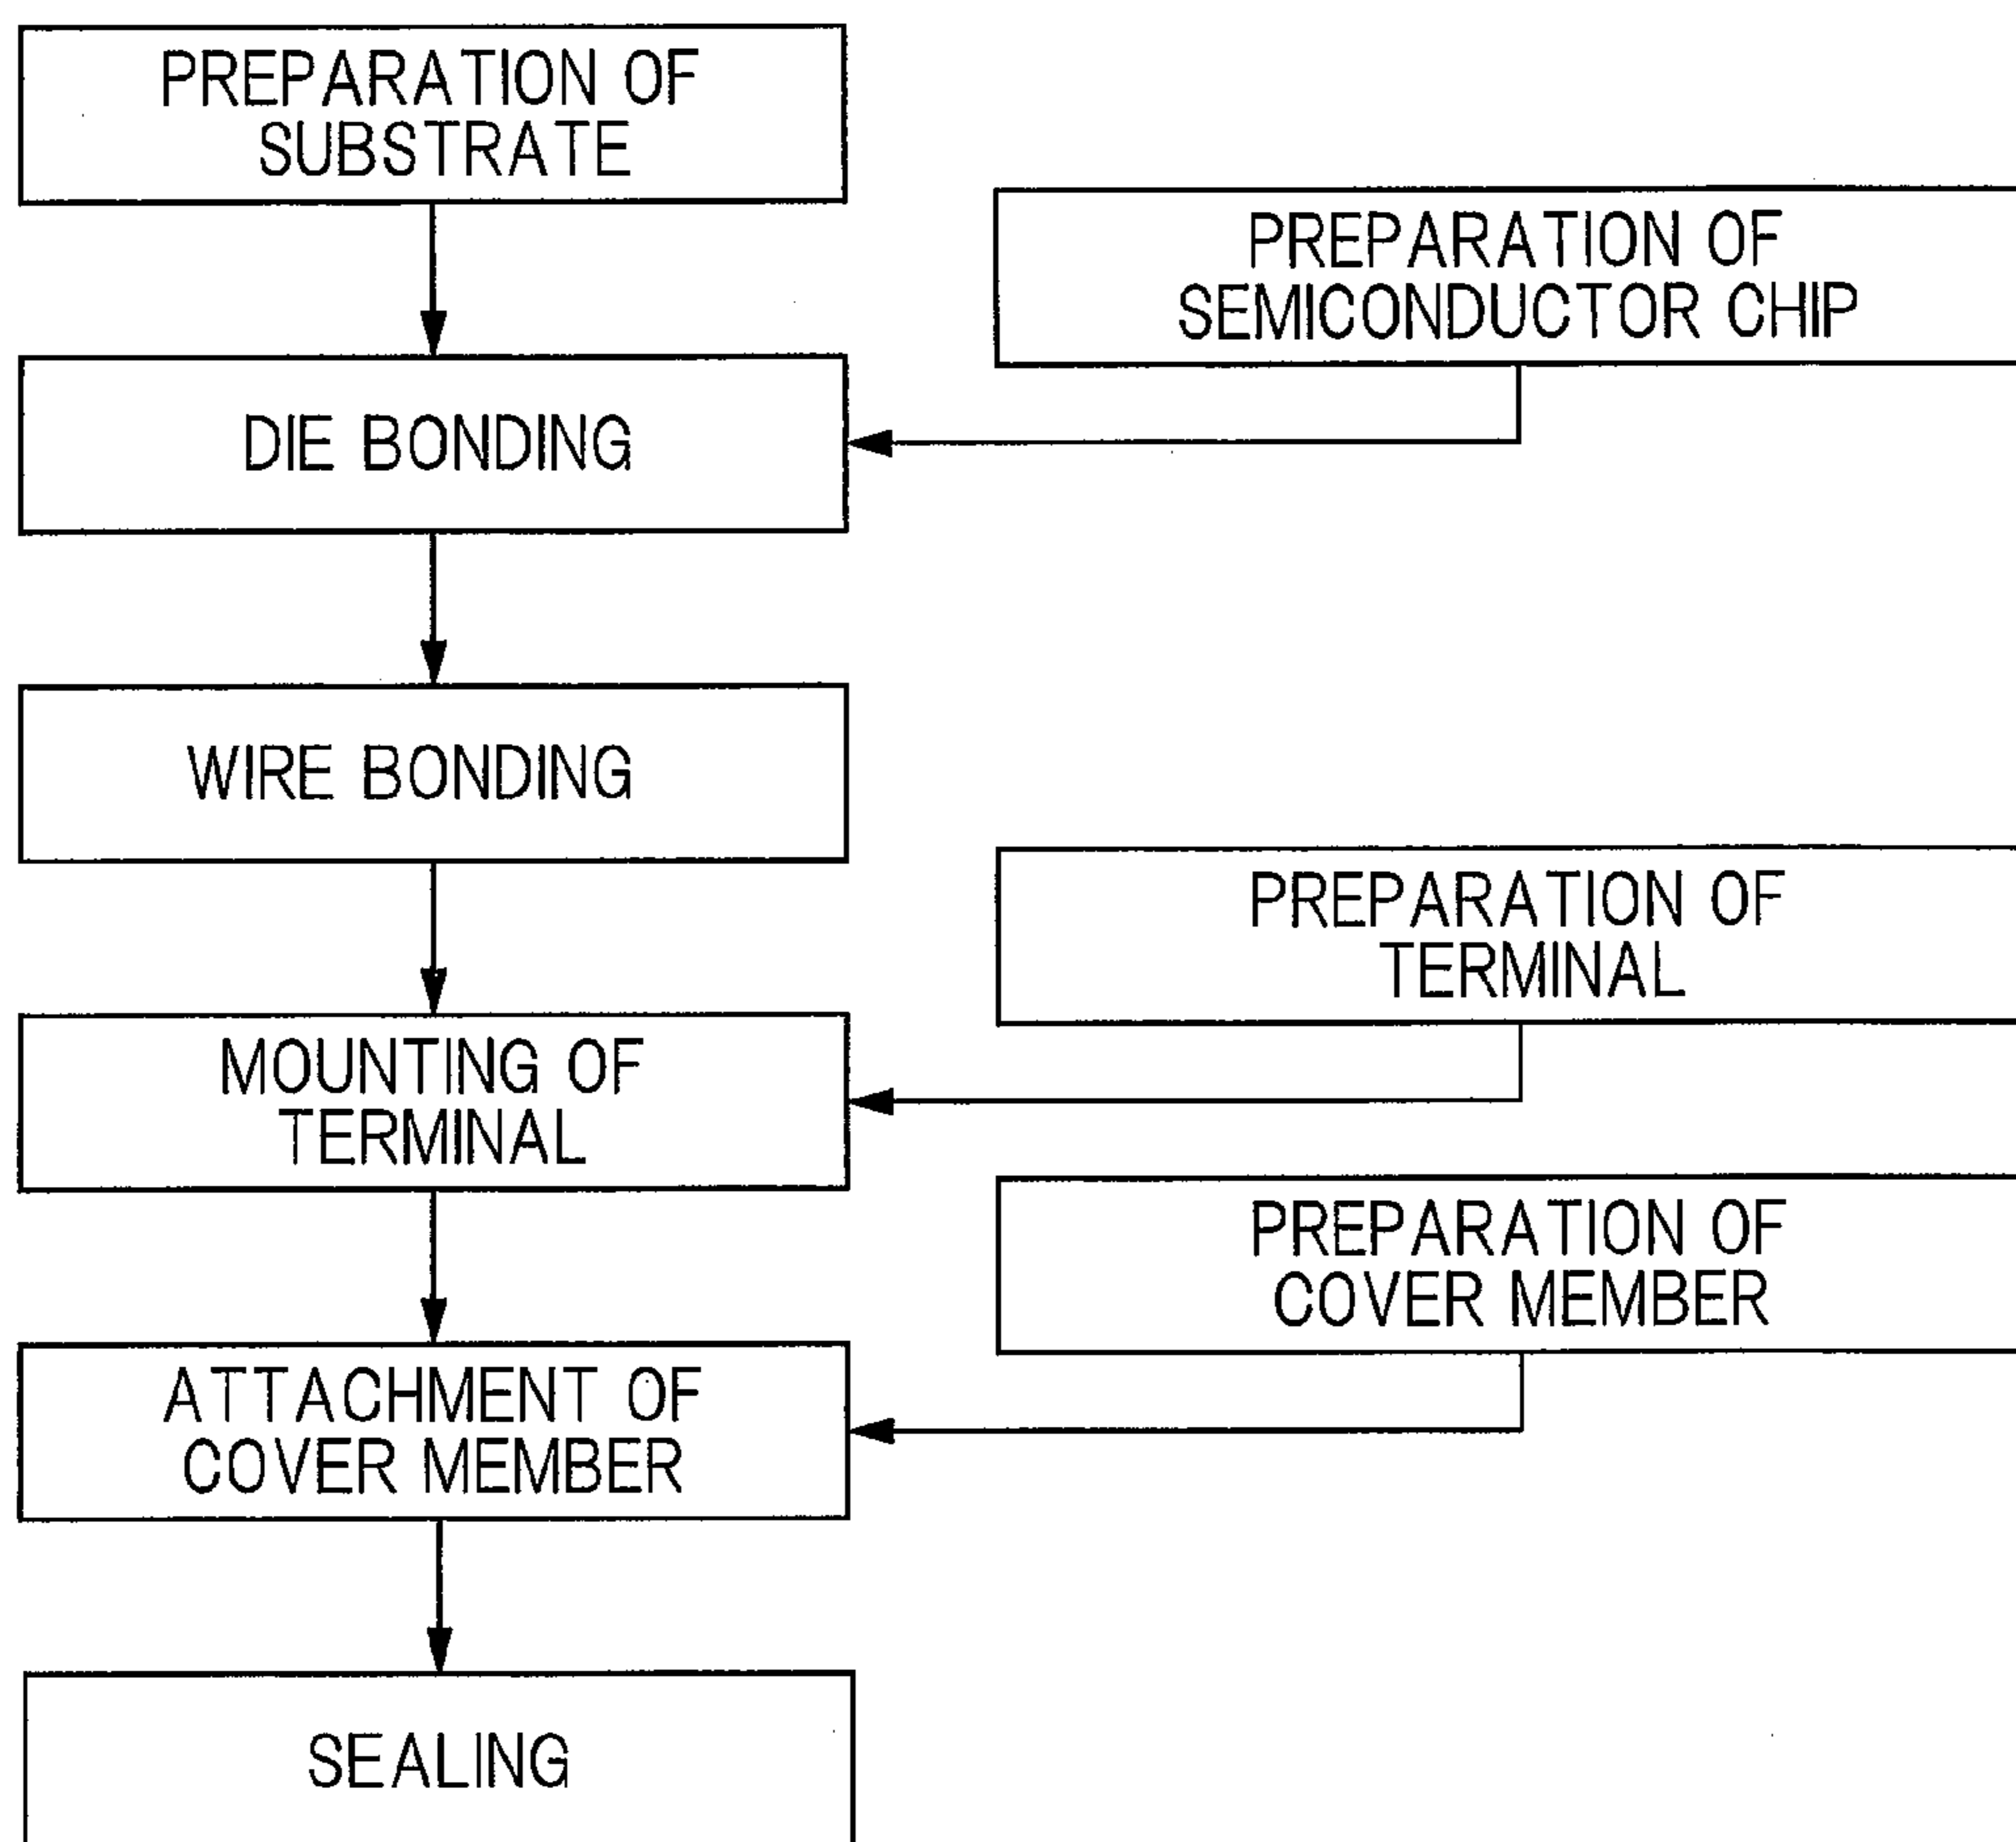 PREPARATION OF
SUBSTRATE
PREPARATION OF
SEMICONDUCTOR CHIP
DIE BONDING
WIRE BONDING
PREPARATION OF
TERMINAL
MOUNTING OF
TERMINAL
PREPARATION OF
COVER MEMBER
ATTACHMENT OF
COVER MEMBER
SEALING